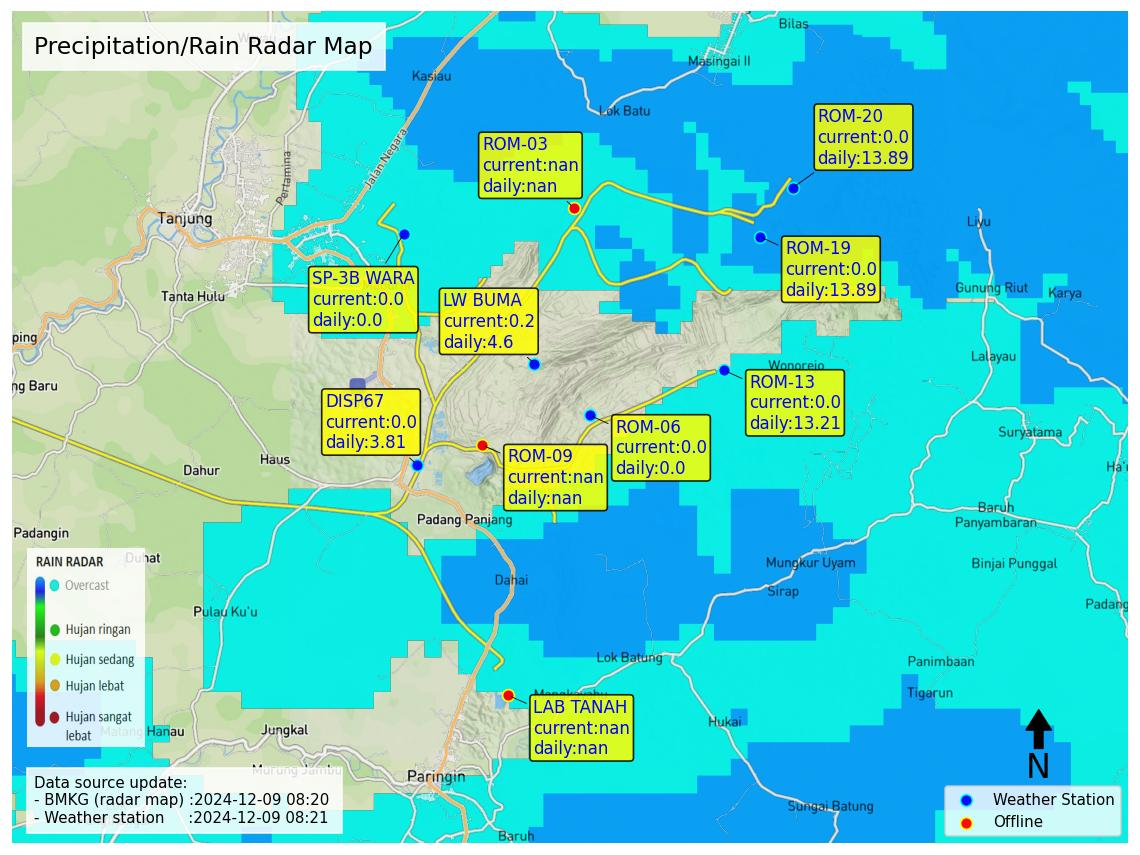 Precipitation/Rain Radar Map
Bilas
Masingai II
Kasiau
Lok Batu
Jalan Negara
Pertamina
Tanjung
Tanta Hulu
ROM-20
current:0.0
daily:13.89
ROM-03
current:nan
daily:nan
ROM-19
current:0.0
daily:13.89
SP-3B WARA
current:0.0
daily:0.0
LW BUMA
current:0.2
daily:4.6
Liyu
Gunung Riut
Karya
Lalayau
Wonorejo
ping
ng Baru
ROM-13
current:0.0
daily:13.21
DISP67
current:0.0
daily:3.81
ROM-06
current:0.0
daily:0.0
ROM-09
current:nan
daily:nan
Suryatama
Dahur
Haus
Baruh
Panyambaran
Padang Panjang
Padangin
Duhat
Dahai
Mungkur Uyam
Sirap
Binjai Punggal
Padang
Pulau Ku'u
Lok Batung
Panimbaan
Tigarun
LAB TANAH
current:nan
daily:nan
Hukai
Jungkal
Paringin
Sungai Batung
Baruh
RAIN RADAR
Overcast
Hujan ringan
Hujan sedang
Hujan lebat
Hujan sangat
lebat
Data source update:
- BMKG (radar map) :2024-12-09 08:20
- Weather station :2024-12-09 08:21
N
Weather Station
Offline